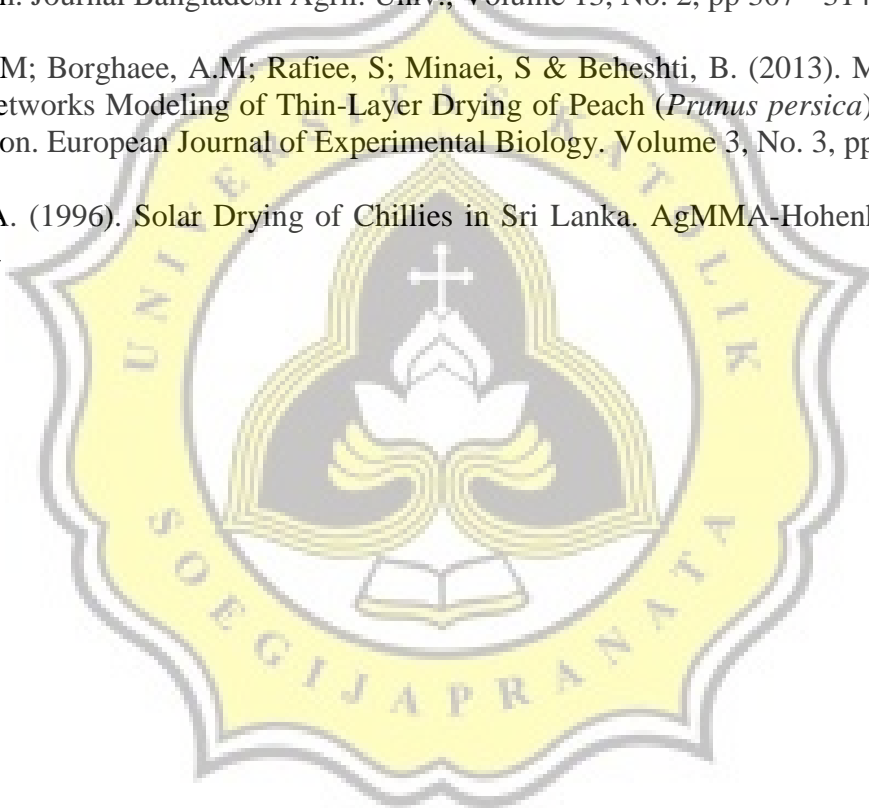 n. Journal Bangladesh Agril. Univ., Volume 13, No. 2, pp 307 - 314
M; Borghaee, A.M; Rafiee, S; Minaei, S & Beheshti, B. (2013). M
etworks Modeling of Thin-Layer Drying of Peach (Prunus persica)
on. European Journal of Experimental Biology. Volume 3, No. 3, pp
A. (1996). Solar Drying of Chillies in Sri Lanka. AgMMA-Hohenh
UNIVERSITAS KATOLIK
SOEGIJAPRANATA